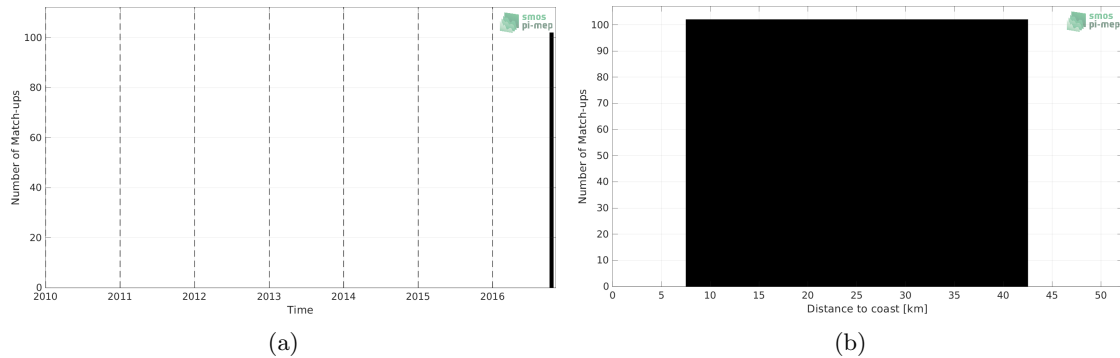 smos
pi-mep
100
80
60
40
20
0
Number of Match-ups
2010 2011 2012 2013 2014 2015 2016
Time
(a)
smos
pi-mep
100
90
80
70
60
50
40
30
20
10
0
Number of Match-ups
0 5 10 15 20 25 30 35 40 45 50
Distance to coast [km]
(b)